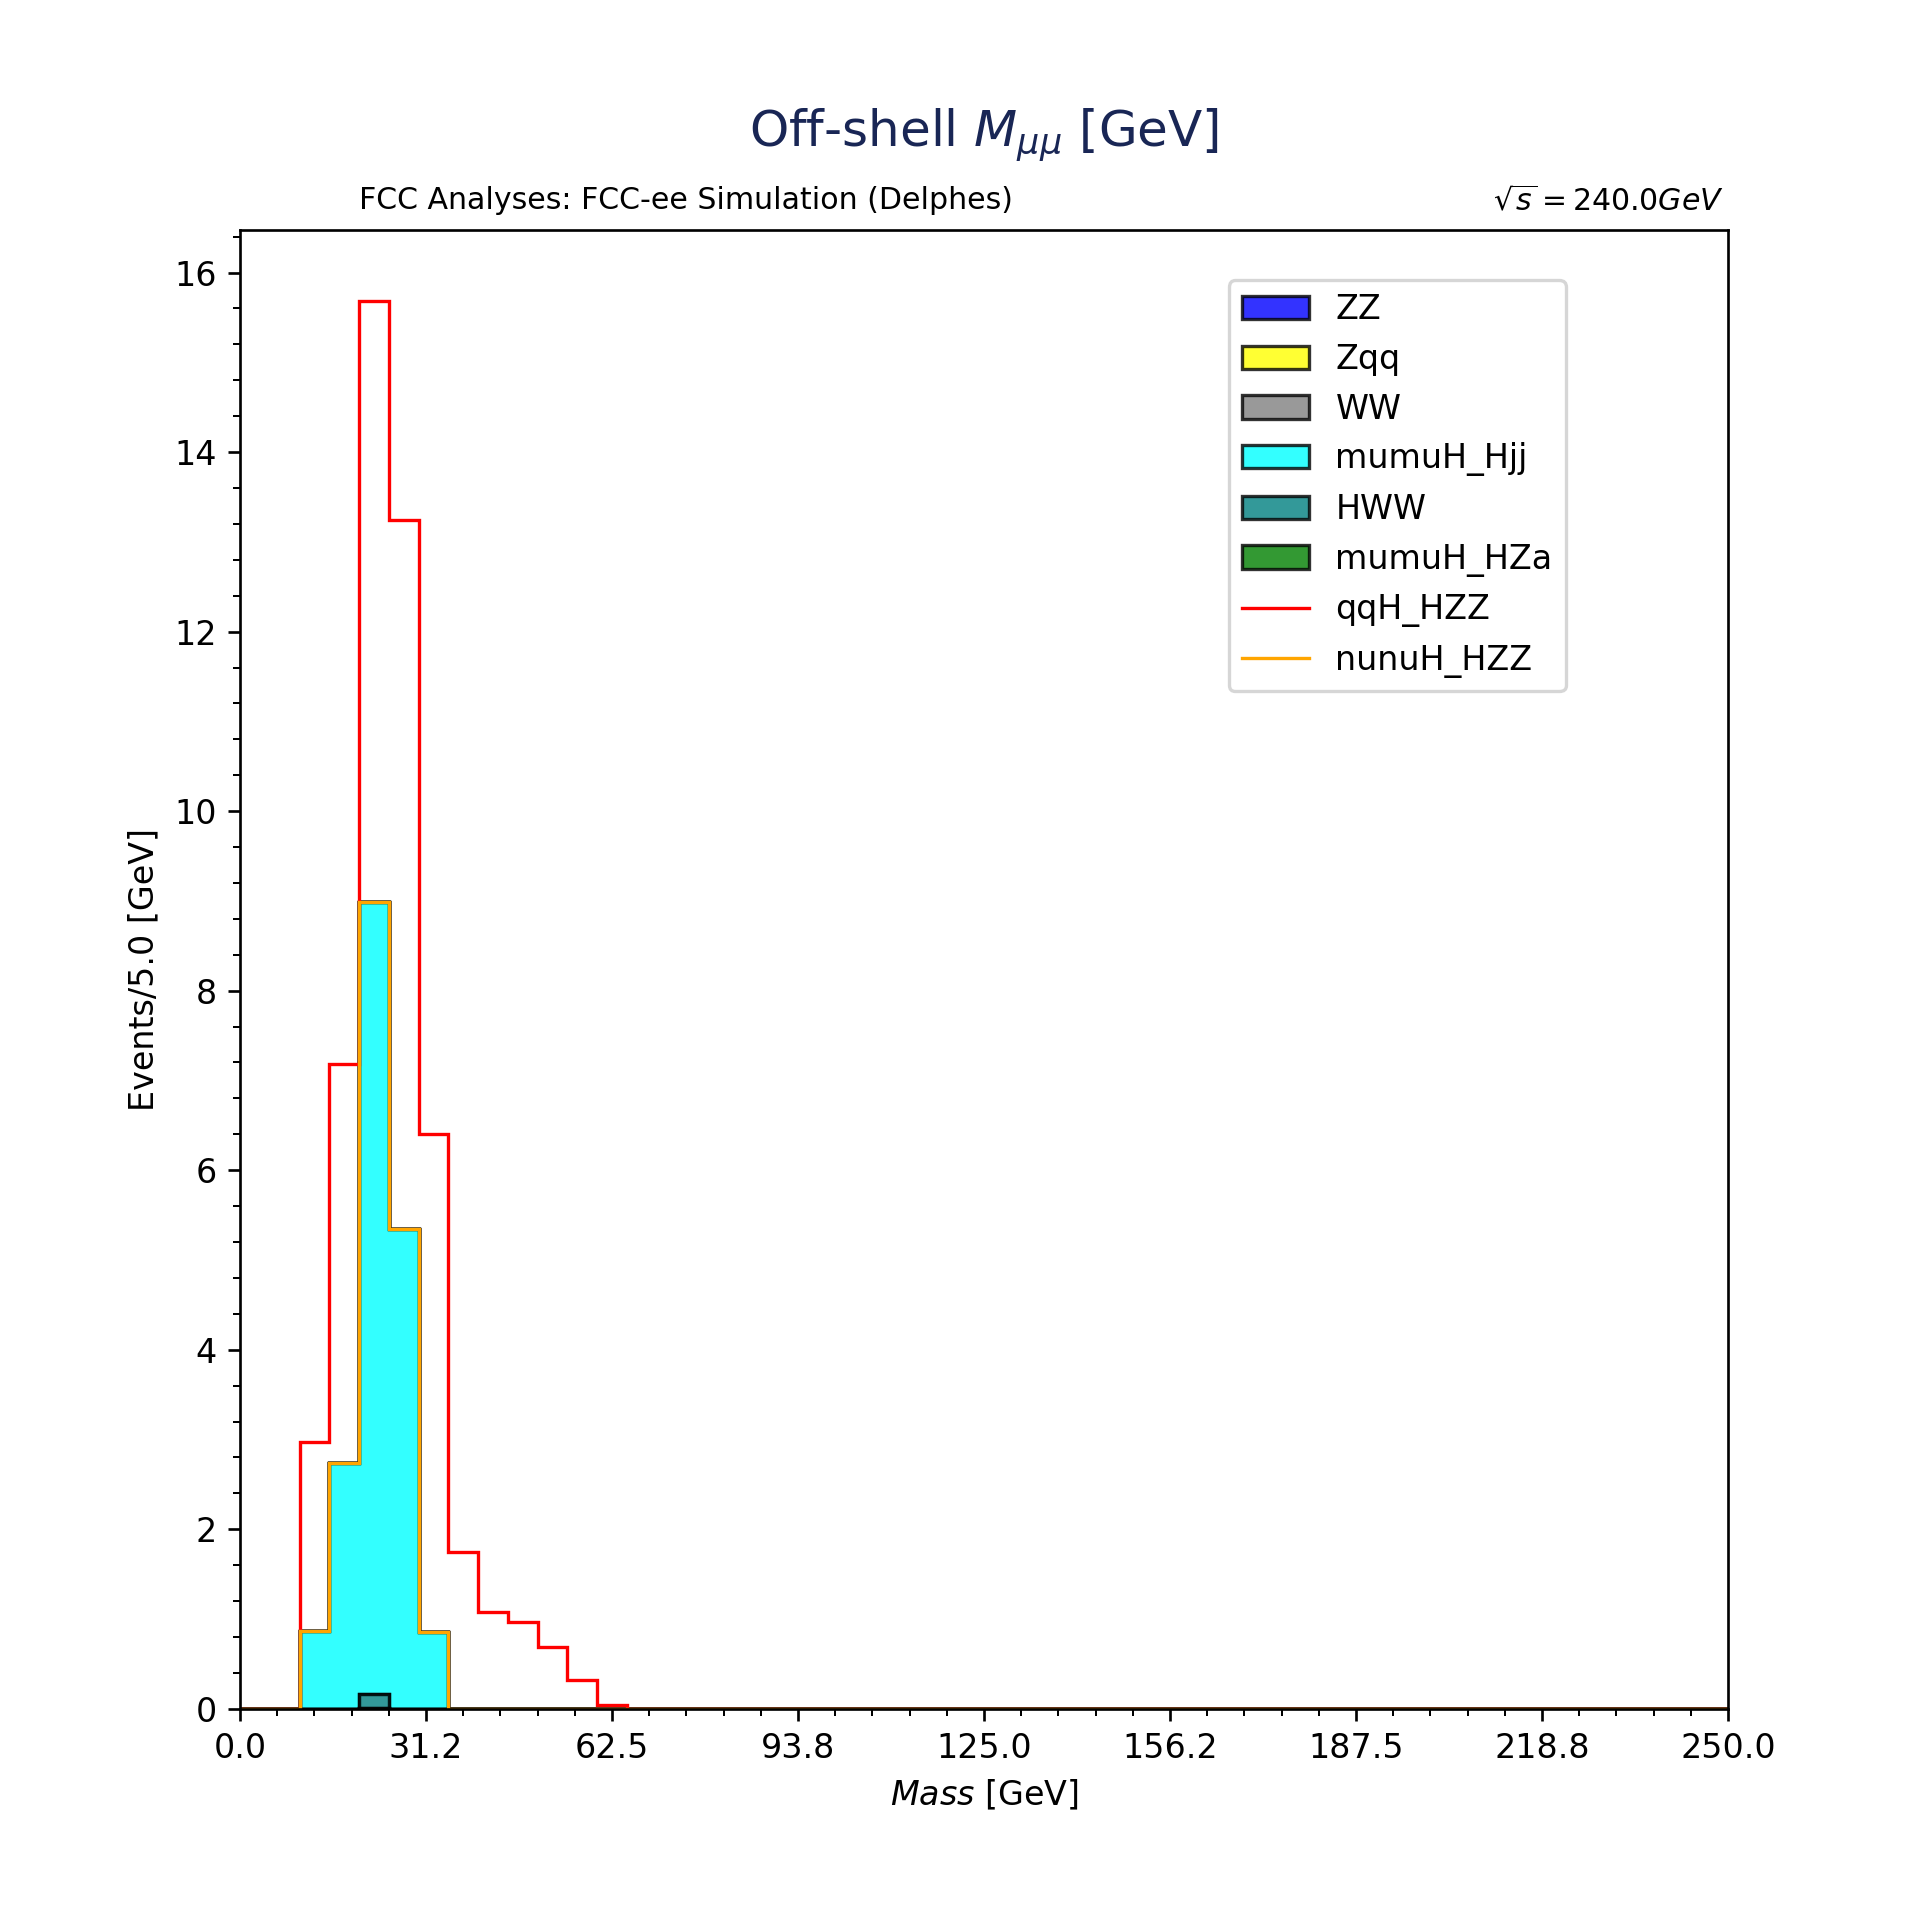 Off-shell M_μμ [GeV]
FCC Analyses: FCC-ee Simulation (Delphes)
√s = 240.0GeV
16
14
12
10
8
6
4
2
0
Events/5.0 [GeV]
ZZ
Zqq
WW
mumuH_Hjj
HWW
mumuH_HZa
qqH_HZZ
nunuH_HZZ
0.0 31.2 62.5 93.8 125.0 156.2 187.5 218.8 250.0
Mass [GeV]